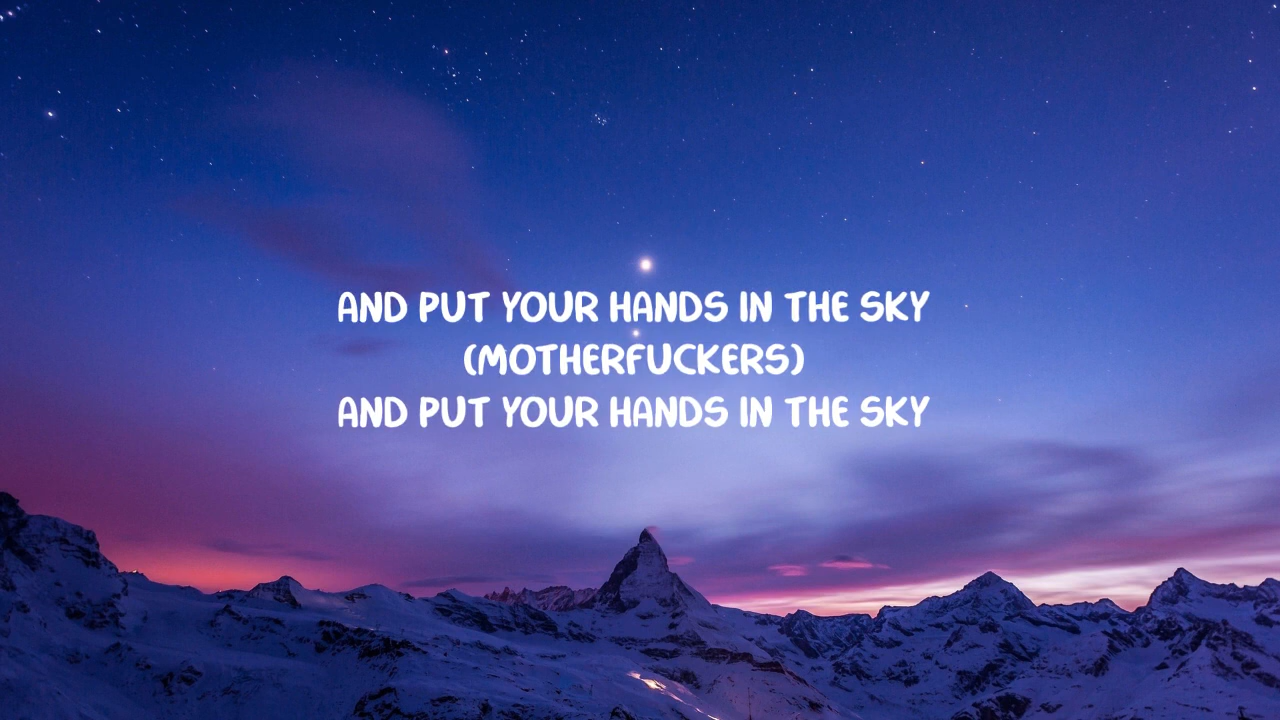 AND PUT YOUR HANDS IN THE SKY
(MOTHERFUCKERS)
AND PUT YOUR HANDS IN THE SKY